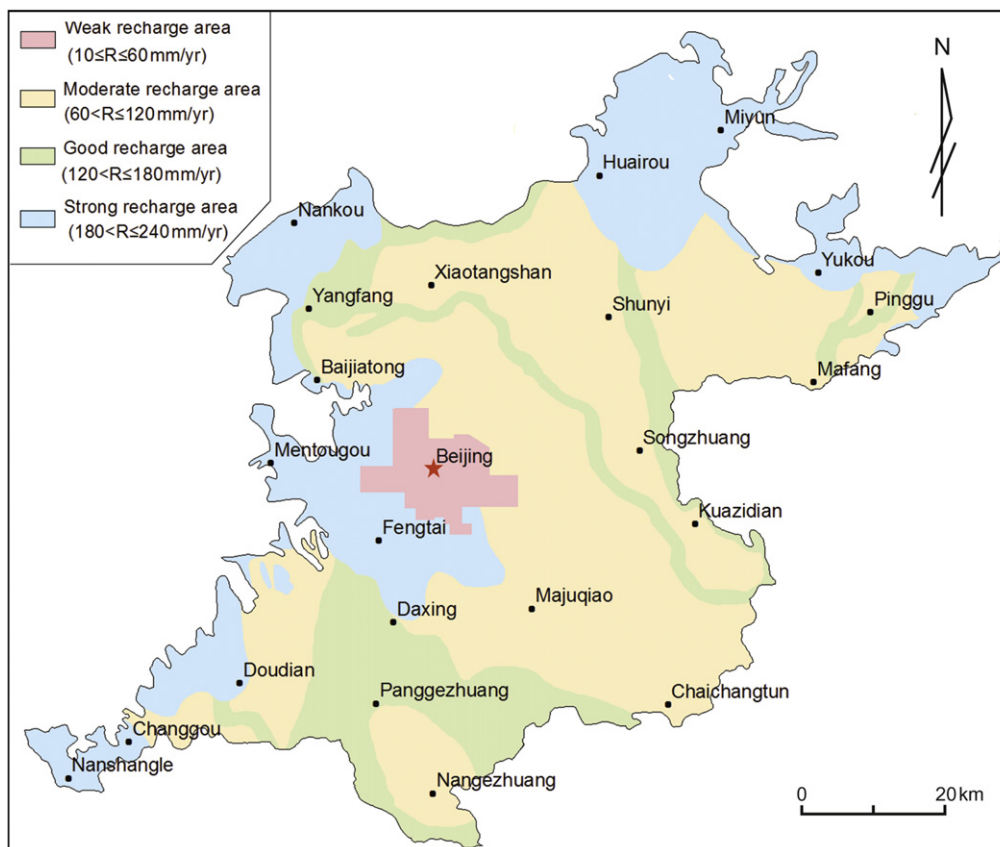 Weak recharge area
(10≤R≤60mm/yr)
Moderate recharge area
(60<R≤120mm/yr)
Good recharge area
(120<R≤180mm/yr)
Strong recharge area
(180<R≤240mm/yr)
N
Miyun
Huairou
Nankou
Yukou
Xiaotangshan
Yangfang
Shunyi
Pinggu
Baijiatong
Mafang
Mentougou
Beijing
Songzhuang
Kuazidian
Fengtai
Majuqiao
Daxing
Doudian
Panggezhuang
Chaichangtun
Changgou
Nanshangle
Nangezhuang
0 20km